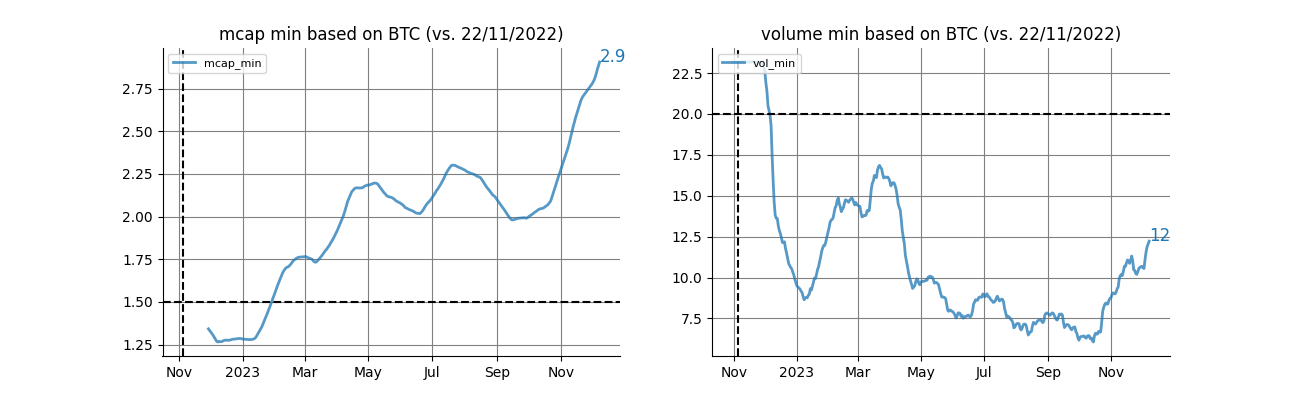 mcap min based on BTC (vs. 22/11/2022)
mcap_min
2.9
2.75
2.50
2.25
2.00
1.75
1.50
1.25
Nov 2023 Mar May Jul Sep Nov
volume min based on BTC (vs. 22/11/2022)
vol_min
22.5
20.0
17.5
15.0
12.5
12
10.0
7.5
Nov 2023 Mar May Jul Sep Nov